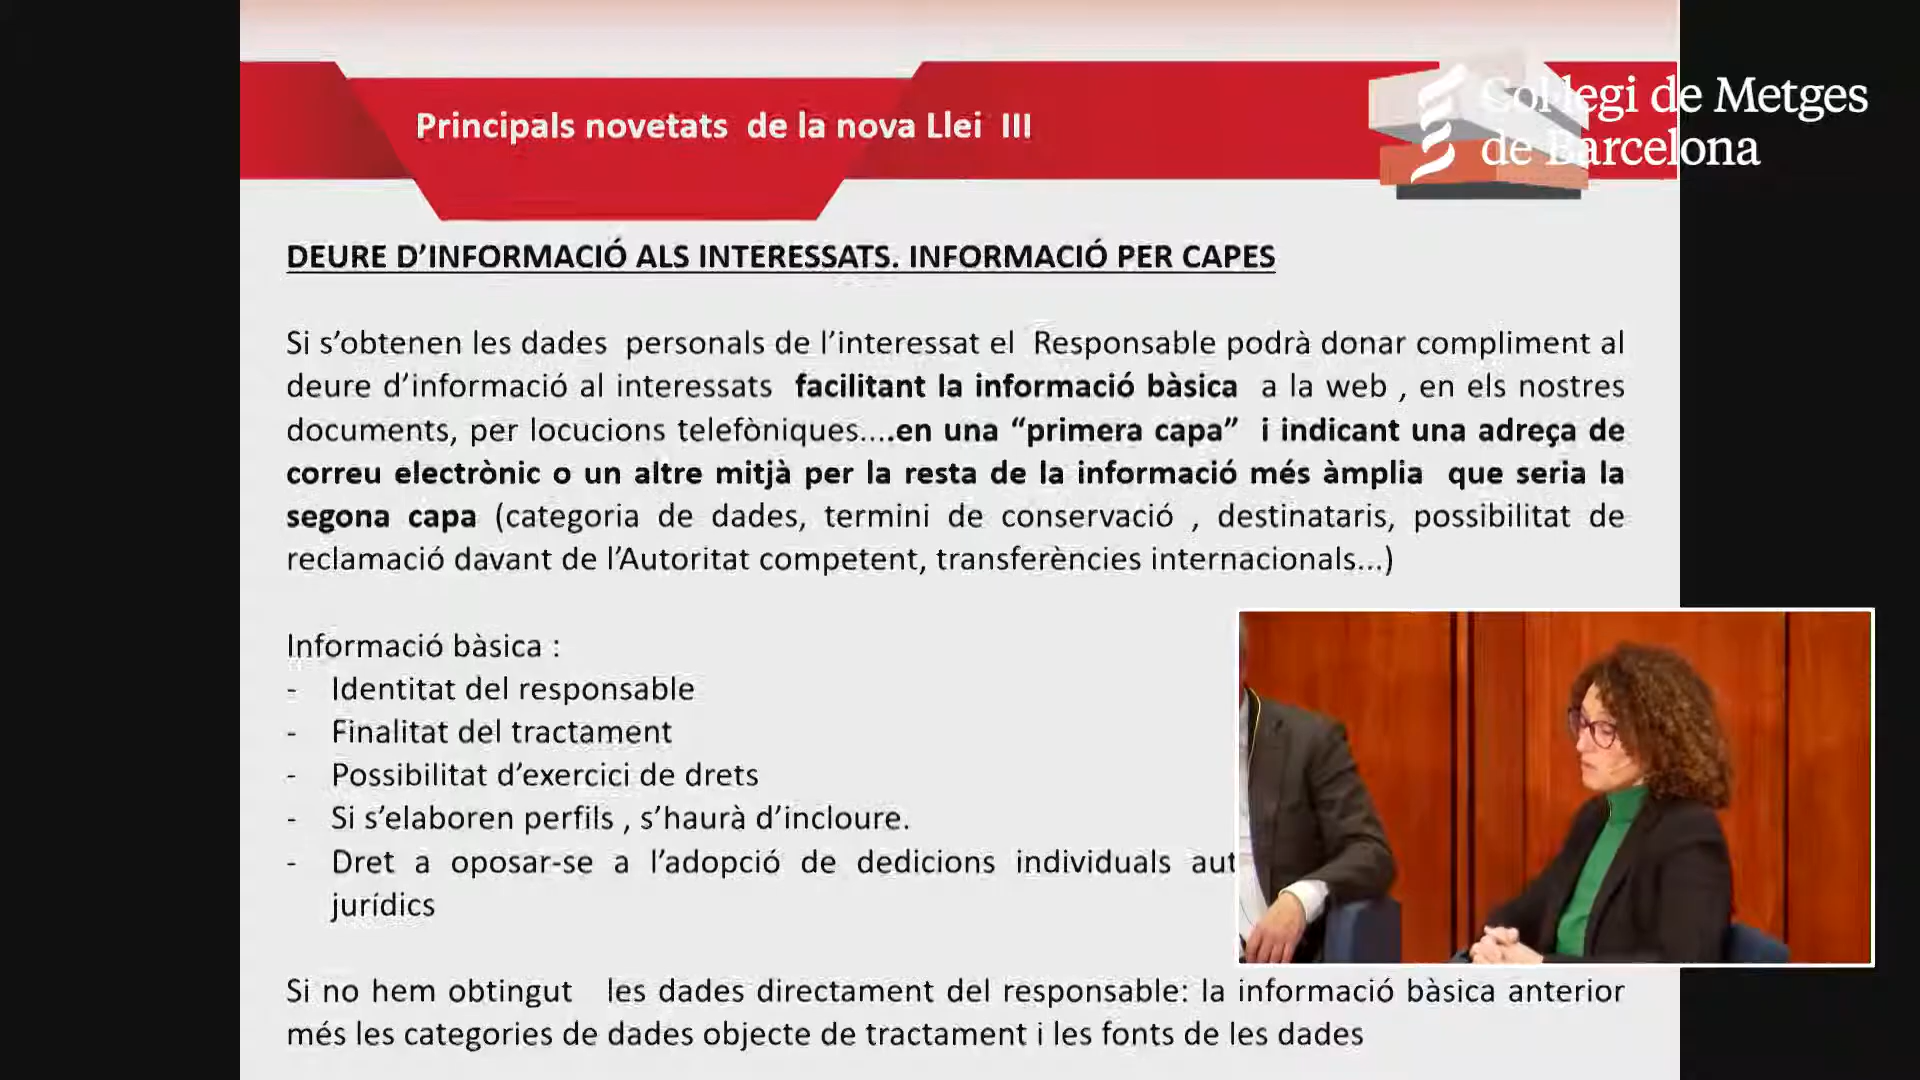 Principals novetats de la nova Llei III
Col·legi de Metges
de Barcelona
DEURE D’INFORMACIÓ ALS INTERESSATS. INFORMACIÓ PER CAPES
Si s’obtenen les dades personals de l’interessat el Responsable podrà donar compliment al
deure d’informació al interessats facilitant la informació bàsica a la web , en els nostres
documents, per locucions telefòniques....en una “primera capa” i indicant una adreça de
correu electrònic o un altre mitjà per la resta de la informació més àmplia que seria la
segona capa (categoria de dades, termini de conservació , destinataris, possibilitat de
reclamació davant de l’Autoritat competent, transferències internacionals...)
Informació bàsica :
- Identitat del responsable
- Finalitat del tractament
- Possibilitat d’exercici de drets
- Si s’elaboren perfils , s’haurà d’incloure.
- Dret a oposar-se a l’adopció de dedicions individuals aut
jurídics
Si no hem obtingut les dades directament del responsable: la informació bàsica anterior
més les categories de dades objecte de tractament i les fonts de les dades